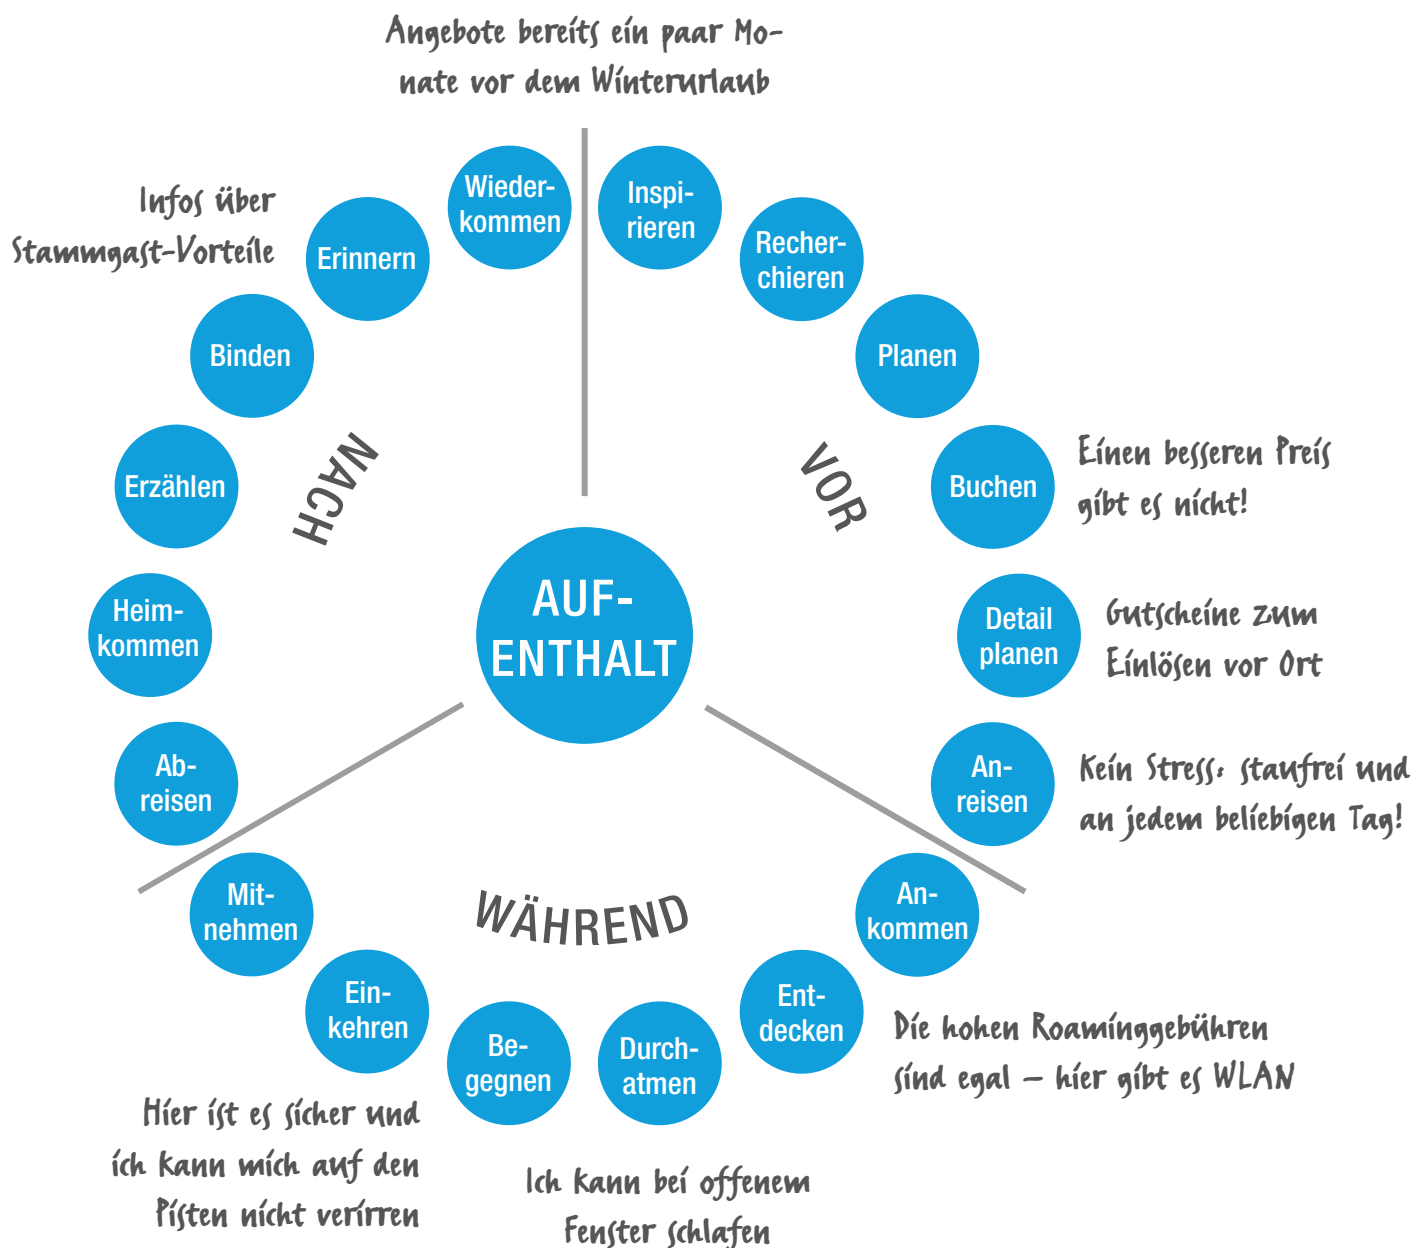 Angebote bereits ein paar Mo-
nate vor dem Winterurlaub
Inspi-
rieren
Recher-
chieren
Planen
Buchen
Einen besseren Preis
gibt es nicht!
Detail
planen
Gutscheine zum
Einlösen vor Ort
An-
reisen
Kein Stress: staufrei und
an jedem beliebigen Tag!
VOR
An-
kommen
Ent-
decken
Die hohen Roaminggebühren
sind egal – hier gibt es WLAN
Durch-
atmen
Ich kann bei offenem
Fenster schlafen
Be-
gegnen
Ein-
kehren
Hier ist es sicher und
ich kann mich auf den
Pisten nicht verirren
Mit-
nehmen
WÄHREND
Ab-
reisen
Heim-
kommen
Erzählen
Binden
Erinnern
Infos über
Stammgast-Vorteile
Wieder-
kommen
NACH
AUF-
ENTHALT